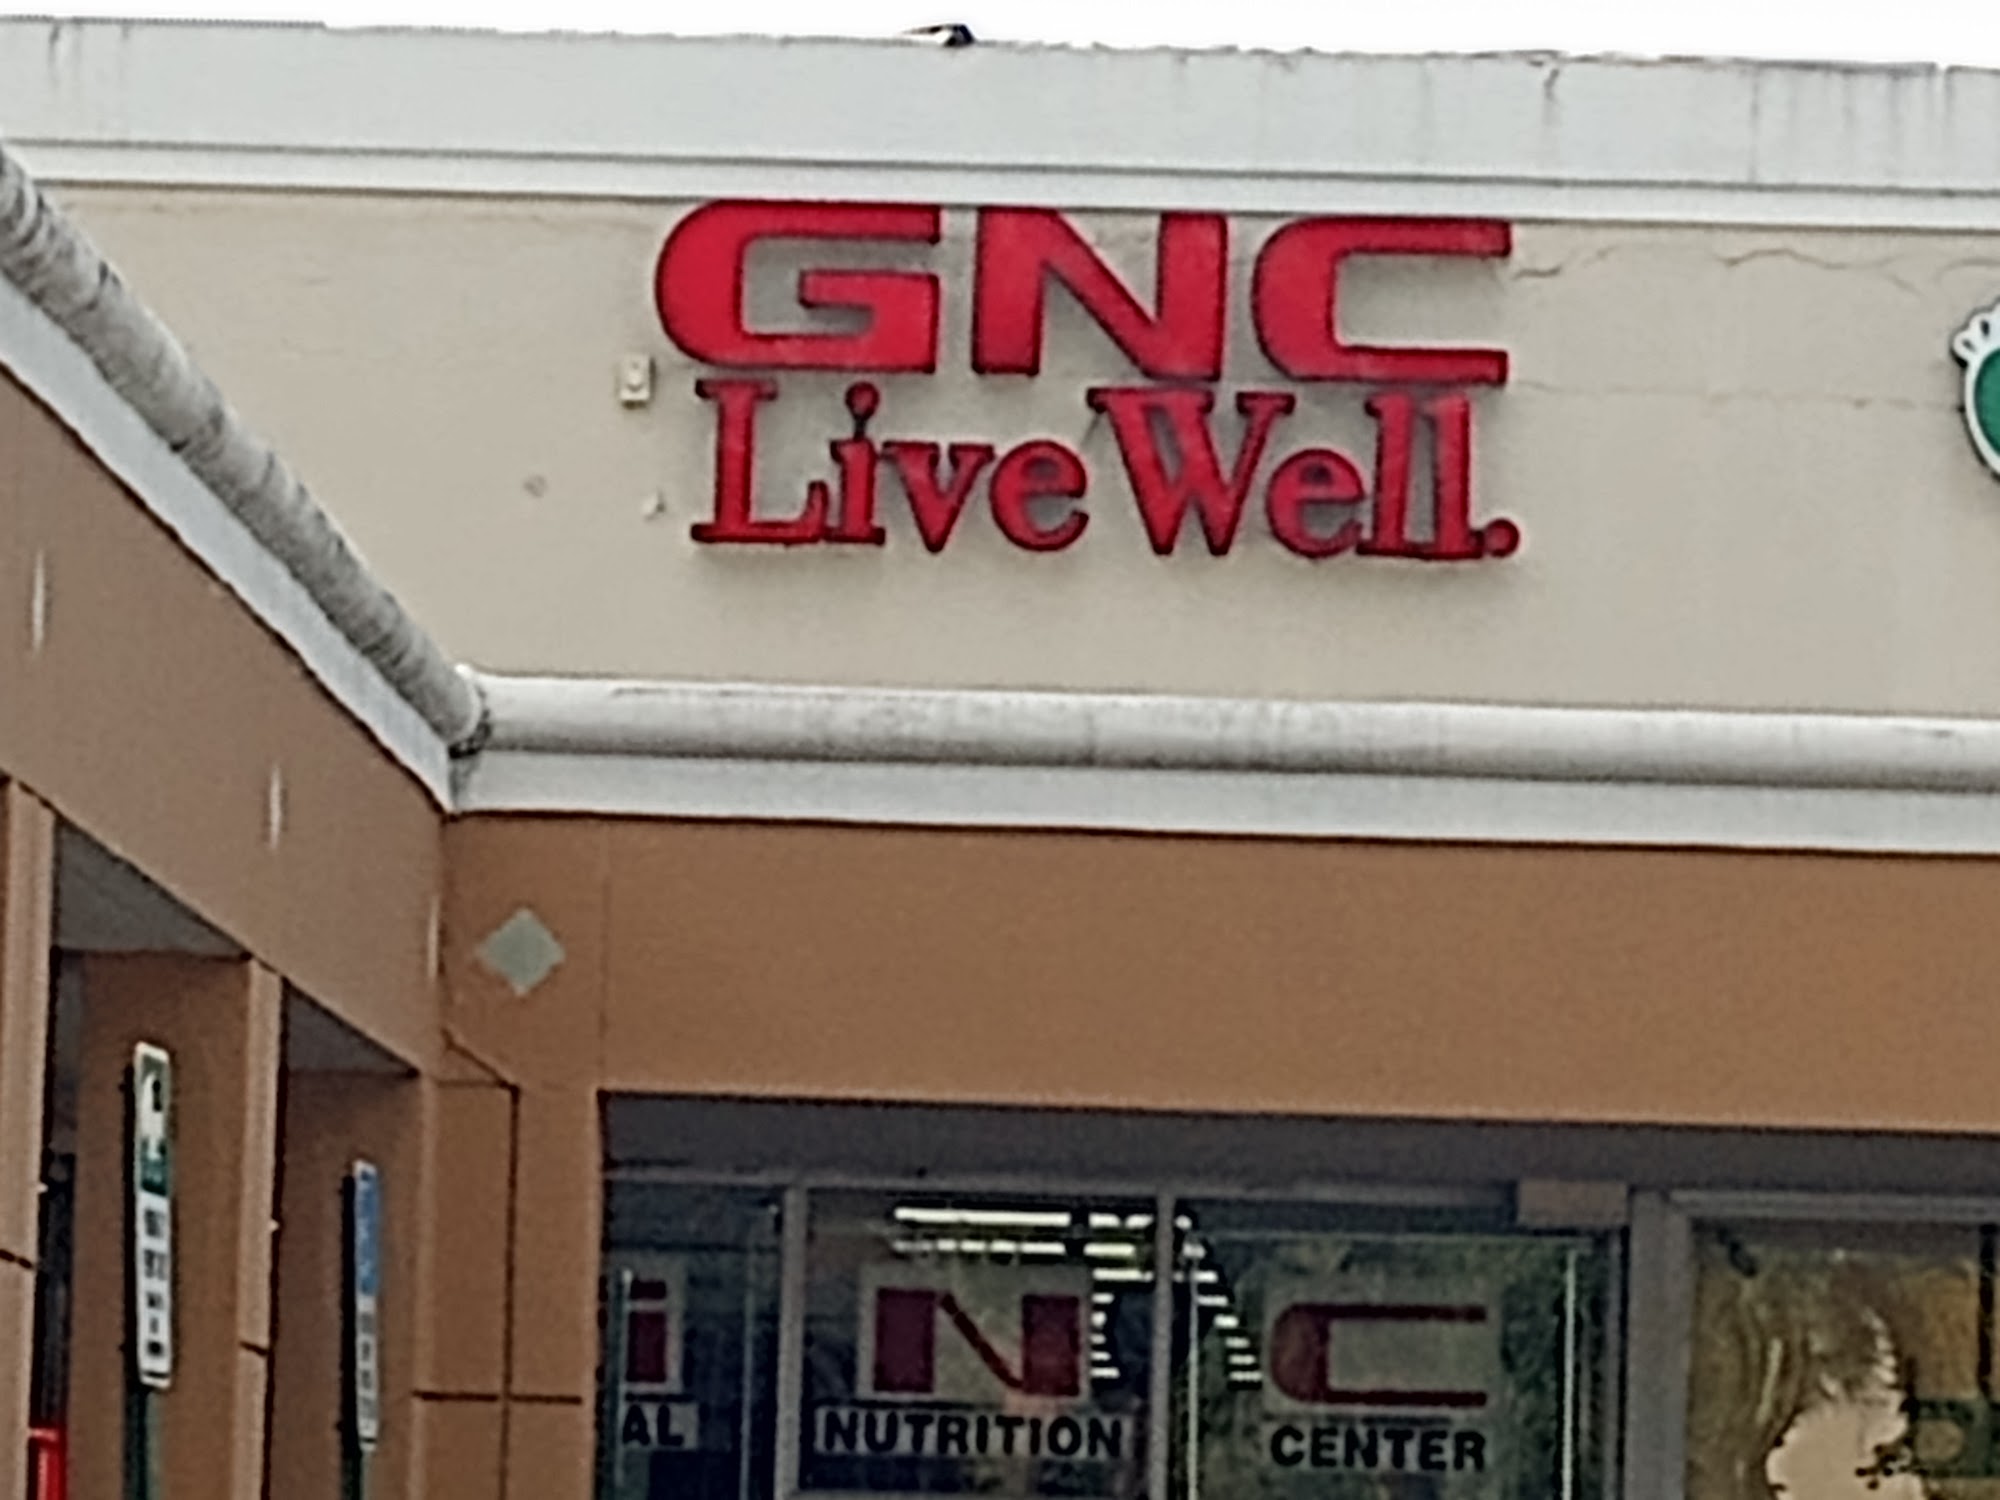 GNC
Live Well.
N C
AL NUTRITION CENTER